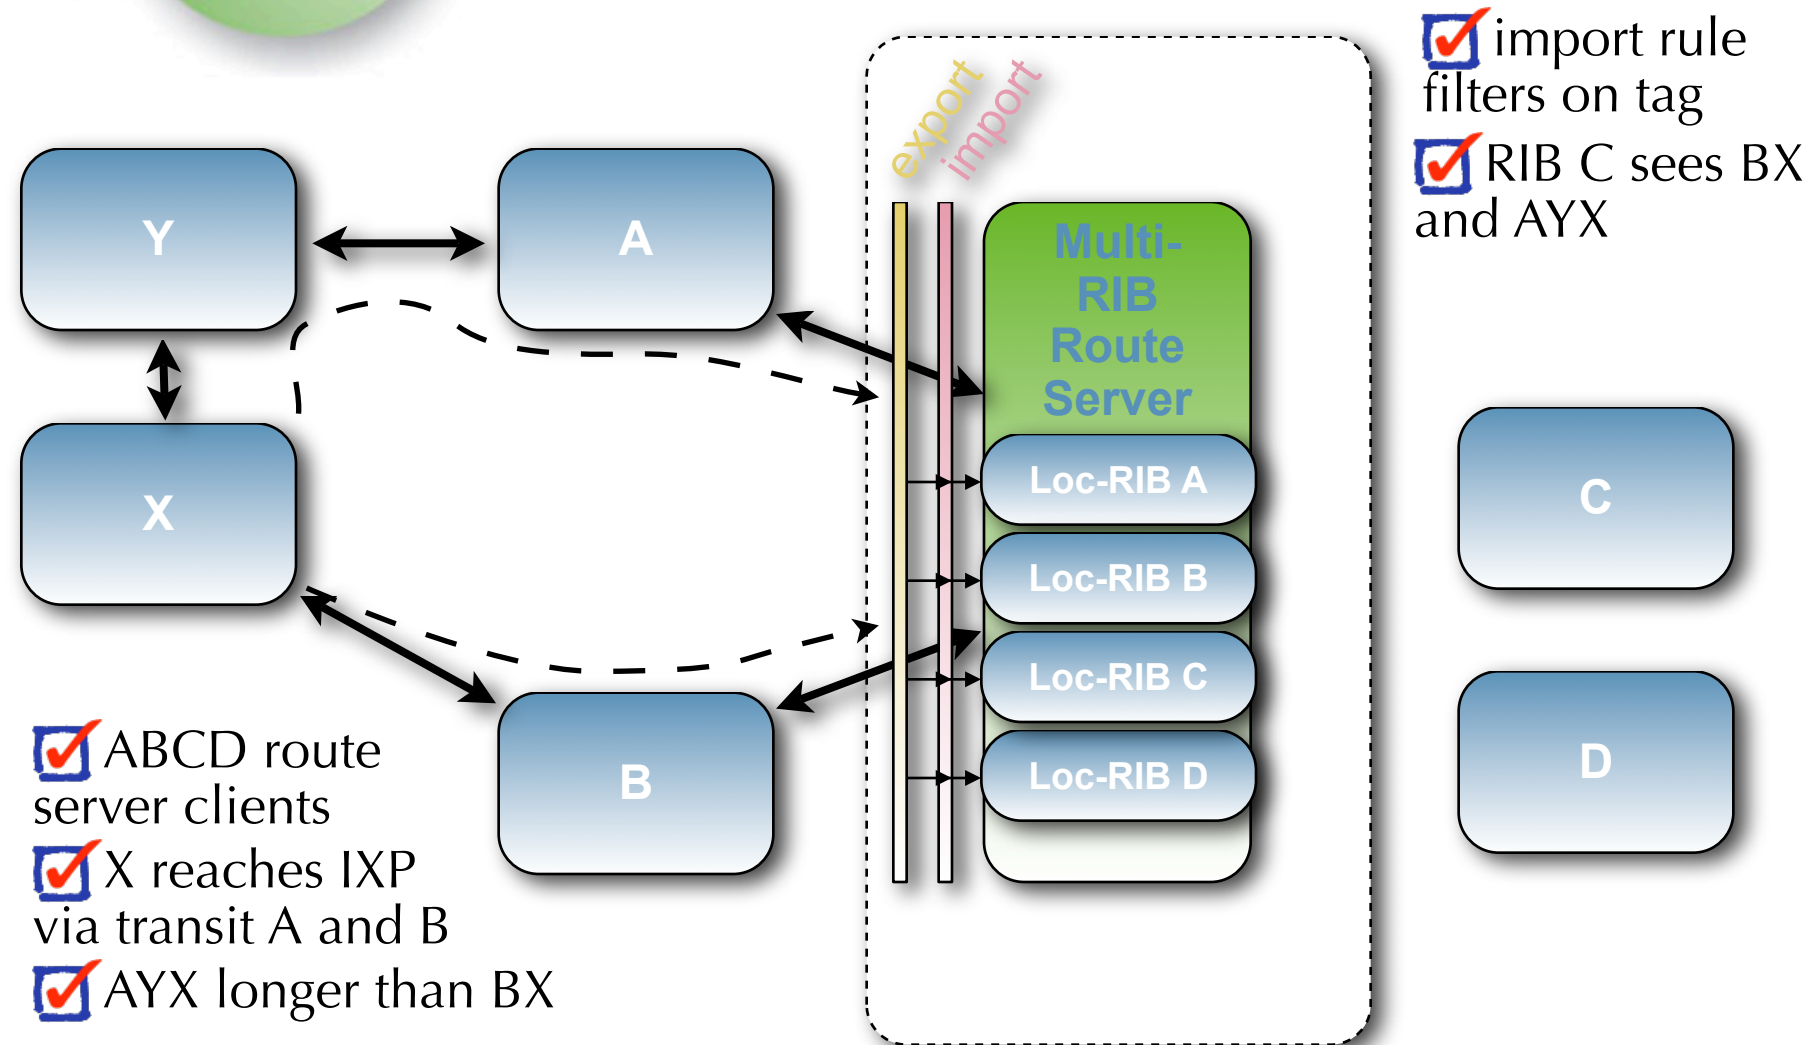 import rule
filters on tag
RIB C sees BX
and AYX
export
import
Y
A
Multi-
RIB
Route
Server
X
Loc-RIB A
Loc-RIB B
Loc-RIB C
Loc-RIB D
C
B
D
ABCD route
server clients
X reaches IXP
via transit A and B
AYX longer than BX